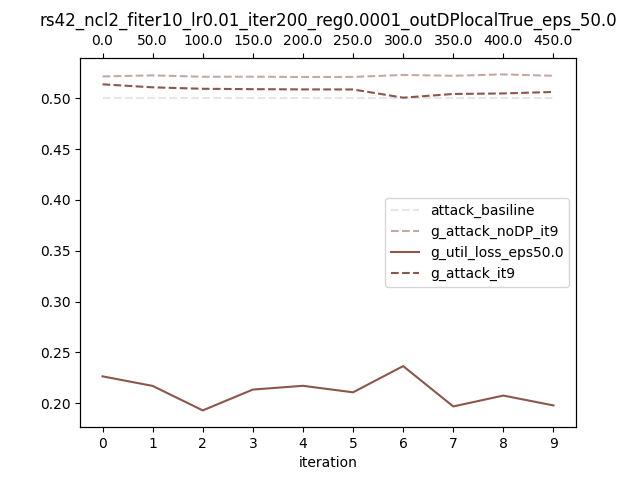 rs42_ncl2_fiter10_lr0.01_iter200_reg0.0001_outDPlocalTrue_eps_50.0
0.0 50.0 100.0 150.0 200.0 250.0 300.0 350.0 400.0 450.0
0.50
0.45
0.40
0.35
0.30
0.25
0.20
attack_basiline
g_attack_noDP_it9
g_util_loss_eps50.0
g_attack_it9
0 1 2 3 4 5 6 7 8 9
iteration